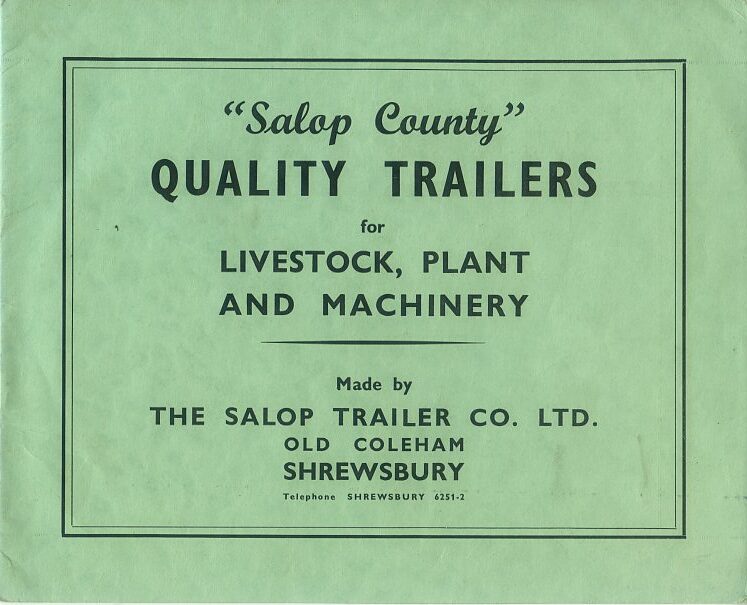 “Salop County”
QUALITY TRAILERS
for
LIVESTOCK, PLANT
AND MACHINERY
Made by
THE SALOP TRAILER CO. LTD.
OLD COLEHAM
SHREWSBURY
Telephone SHREWSBURY 6251-2